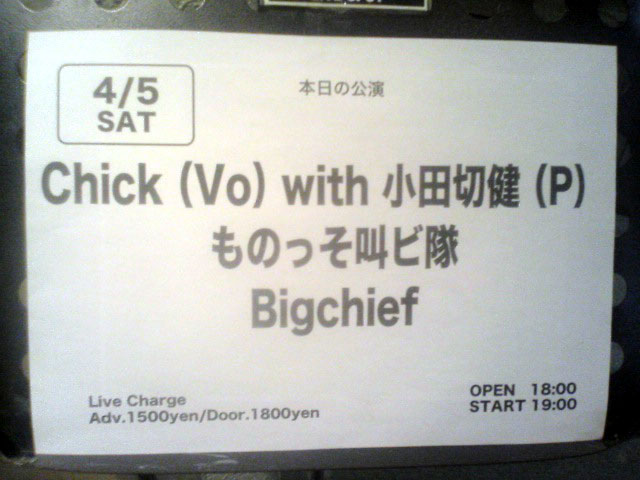 4/5
SAT
本日の公演
Chick (Vo) with 小田切健 (P)
ものっそ叫ビ隊
Bigchief
Live Charge
Adv.1500yen/Door.1800yen
OPEN 18:00
START 19:00